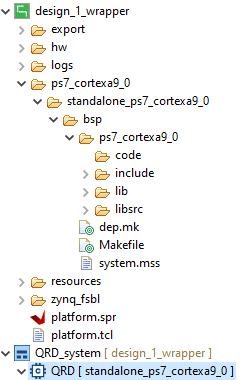 design_1_wrapper
export
hw
logs
ps7_cortexa9_0
standalone_ps7_cortexa9_0
bsp
ps7_cortexa9_0
code
include
lib
libsrc
dep.mk
Makefile
system.mss
resources
zynq_fsbl
platform.spr
platform.tcl
QRD_system [ design_1_wrapper ]
QRD [ standalone_ps7_cortexa9_0 ]